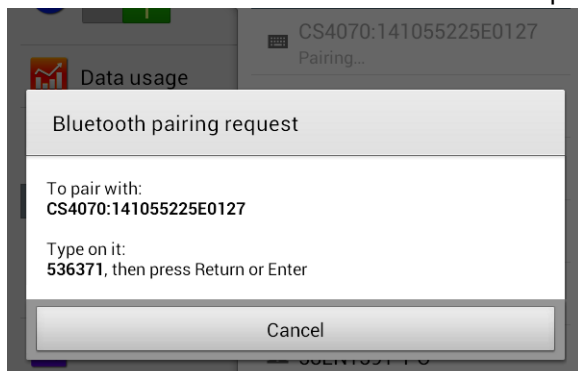 CS4070:141055225E0127
Pairing...
Data usage
Bluetooth pairing request
To pair with:
CS4070:141055225E0127
Type on it:
536371, then press Return or Enter
Cancel